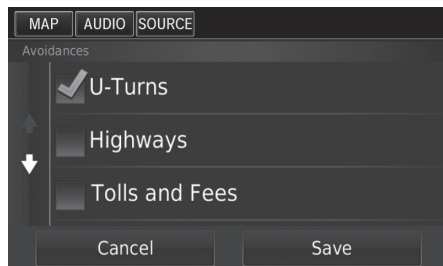 MAP AUDIO SOURCE
Avoidances
U-Turns
Highways
Tolls and Fees
Cancel Save